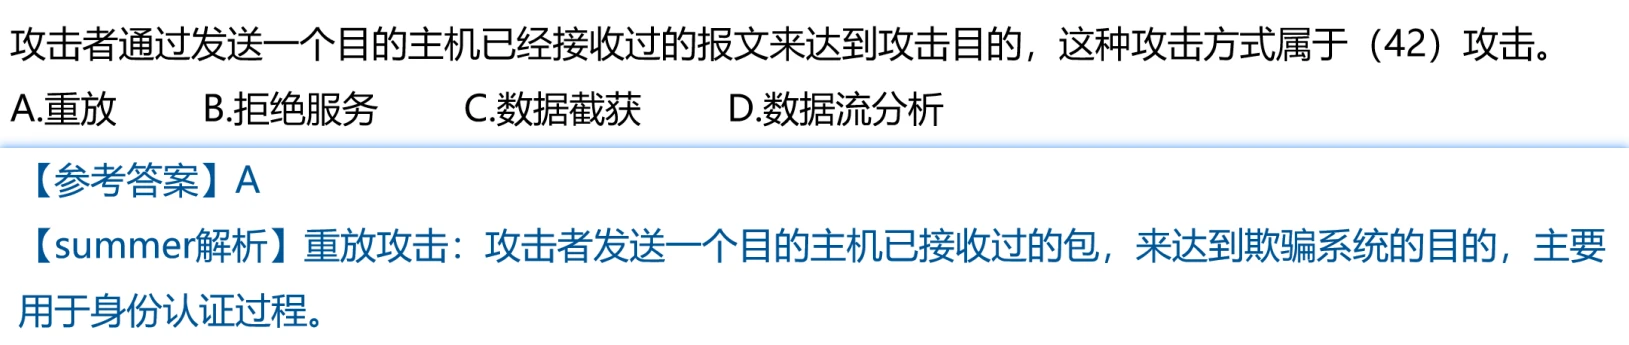 攻击者通过发送一个目的主机已经接收过的报文来达到攻击目的，这种攻击方式属于（42）攻击。
A.重放 B.拒绝服务 C.数据截获 D.数据流分析
【参考答案】A
【summer解析】重放攻击：攻击者发送一个目的主机已接收过的包，来达到欺骗系统的目的，主要
用于身份认证过程。